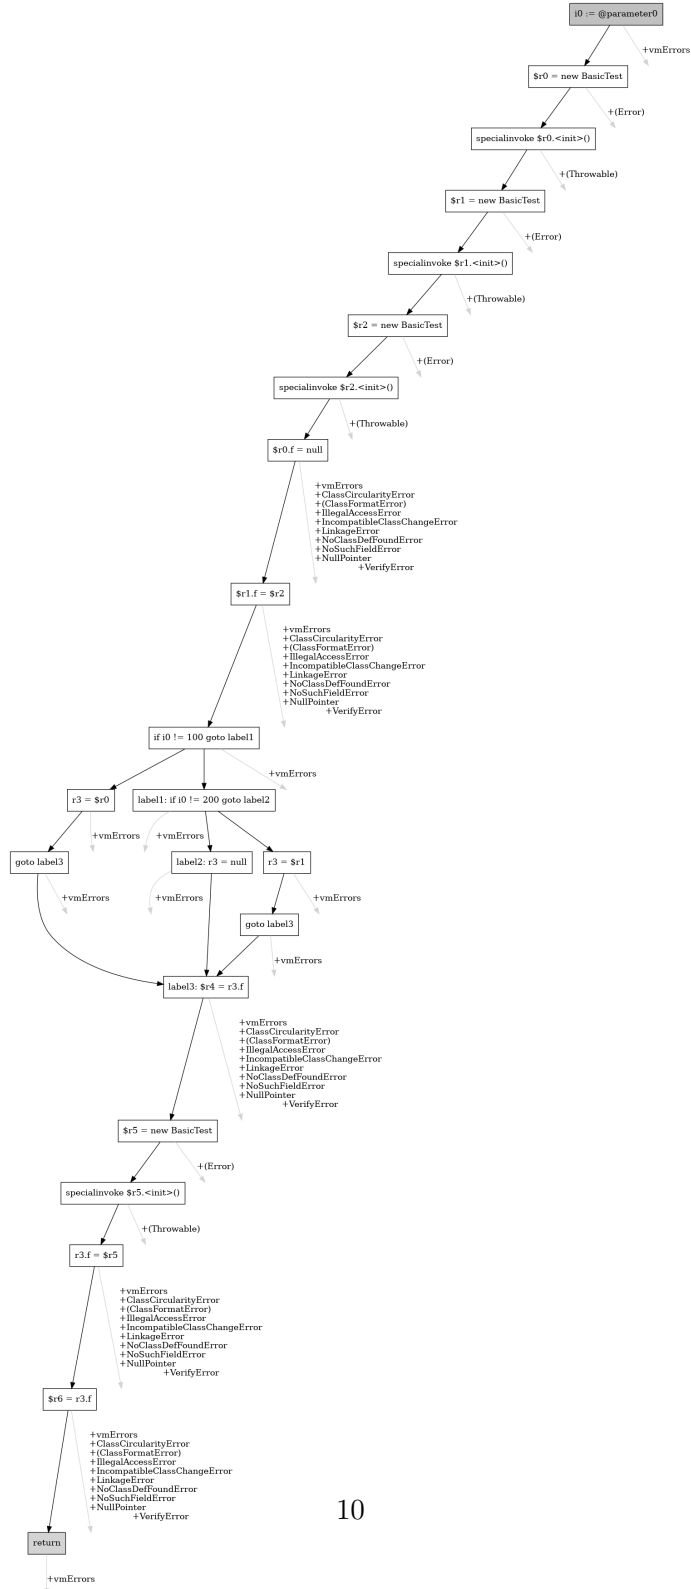 i0 := @parameter0
+vmErrors
$r0 = new BasicTest
+(Error)
specialinvoke $r0.<init>()
+(Throwable)
$r1 = new BasicTest
+(Error)
specialinvoke $r1.<init>()
+(Throwable)
$r2 = new BasicTest
+(Error)
specialinvoke $r2.<init>()
+(Throwable)
$r0.f = null
+vmErrors
+ClassCircularityError
+(ClassFormatError)
+IllegalAccessError
+IncompatibleClassChangeError
+LinkageError
+NoClassDefFoundError
+NoSuchFieldError
+NullPointer
+VerifyError
$r1.f = $r2
+vmErrors
+ClassCircularityError
+(ClassFormatError)
+IllegalAccessError
+IncompatibleClassChangeError
+LinkageError
+NoClassDefFoundError
+NoSuchFieldError
+NullPointer
+VerifyError
if i0 != 100 goto label1
+vmErrors
r3 = $r0
label1: if i0 != 200 goto label2
+vmErrors
+vmErrors
goto label3
label2: r3 = null
r3 = $r1
+vmErrors
+vmErrors
+vmErrors
goto label3
+vmErrors
label3: $r4 = r3.f
+vmErrors
+ClassCircularityError
+(ClassFormatError)
+IllegalAccessError
+IncompatibleClassChangeError
+LinkageError
+NoClassDefFoundError
+NoSuchFieldError
+NullPointer
+VerifyError
$r5 = new BasicTest
+(Error)
specialinvoke $r5.<init>()
+(Throwable)
r3.f = $r5
+vmErrors
+ClassCircularityError
+(ClassFormatError)
+IllegalAccessError
+IncompatibleClassChangeError
+LinkageError
+NoClassDefFoundError
+NoSuchFieldError
+NullPointer
+VerifyError
$r6 = r3.f
+vmErrors
+ClassCircularityError
+(ClassFormatError)
+IllegalAccessError
+IncompatibleClassChangeError
+LinkageError
+NoClassDefFoundError
+NoSuchFieldError
+NullPointer
+VerifyError
10
return
+vmErrors